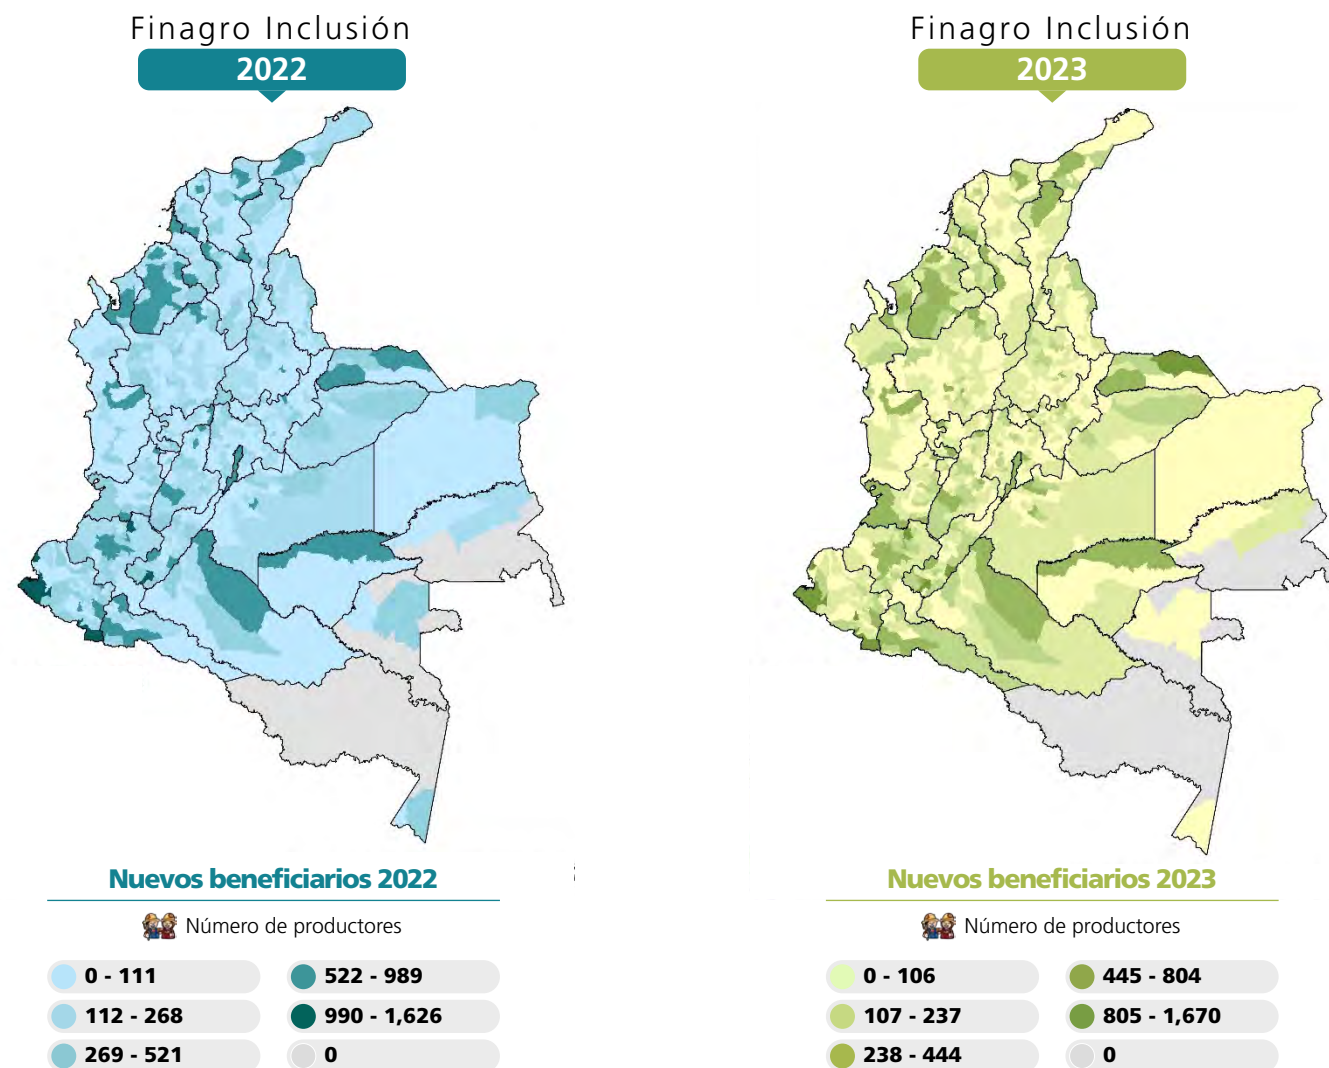 Finagro Inclusión
2022
Nuevos beneficiarios 2022
Número de productores
0 - 111
522 - 989
112 - 268
990 - 1,626
269 - 521
0
Finagro Inclusión
2023
Nuevos beneficiarios 2023
Número de productores
0 - 106
445 - 804
107 - 237
805 - 1,670
238 - 444
0